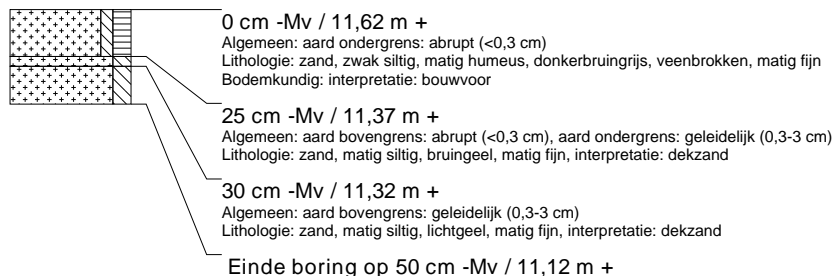 0 cm -Mv / 11,62 m +
Algemeen: aard ondergrens: abrupt (<0,3 cm)
Lithologie: zand, zwak siltig, matig humeus, donkerbruingrijs, veenbrokken, matig fijn
Bodemkundig: interpretatie: bouwvoor
25 cm -Mv / 11,37 m +
Algemeen: aard bovengrens: abrupt (<0,3 cm), aard ondergrens: geleidelijk (0,3-3 cm)
Lithologie: zand, matig siltig, bruingeel, matig fijn, interpretatie: dekzand
30 cm -Mv / 11,32 m +
Algemeen: aard bovengrens: geleidelijk (0,3-3 cm)
Lithologie: zand, matig siltig, lichtgeel, matig fijn, interpretatie: dekzand
Einde boring op 50 cm -Mv / 11,12 m +